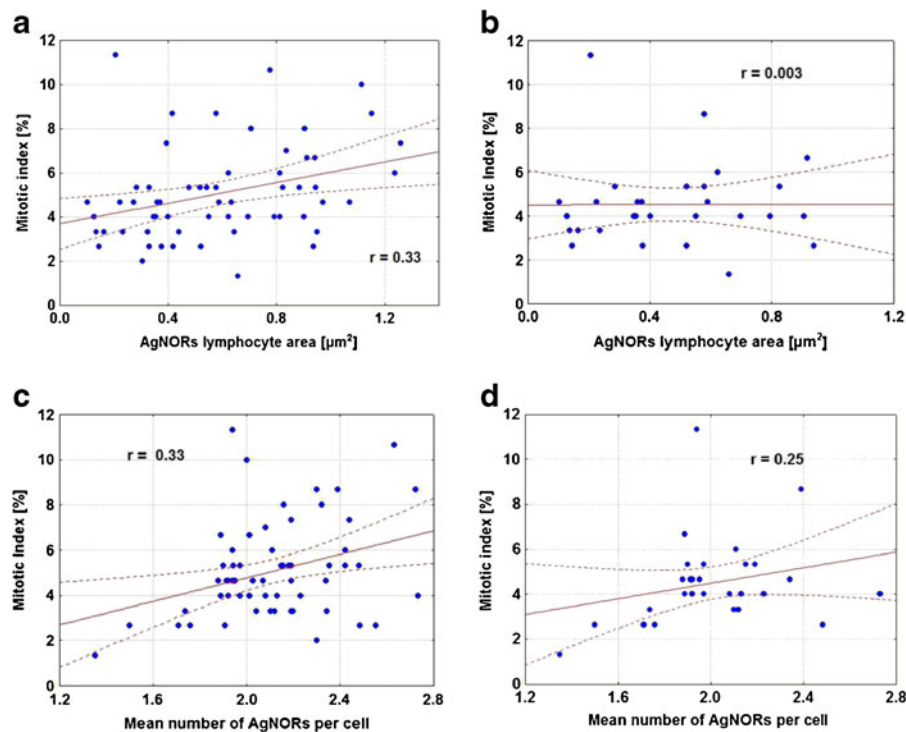 a
12
10
8
6
4
2
0
Mitotic index [%]
r = 0.33
0.0 0.4 0.8 1.2
AgNORs lymphocyte area [µm²]
b
12
10
8
6
4
2
0
Mitotic index [%]
r = 0.003
0.0 0.4 0.8 1.2
AgNORs lymphocyte area [µm²]
c
12
10
8
6
4
2
0
Mitotic Index [%]
r = 0.33
1.2 1.6 2.0 2.4 2.8
Mean number of AgNORs per cell
d
12
10
8
6
4
2
0
Mitotic Index [%]
r = 0.25
1.2 1.6 2.0 2.4 2.8
Mean number of AgNORs per cell